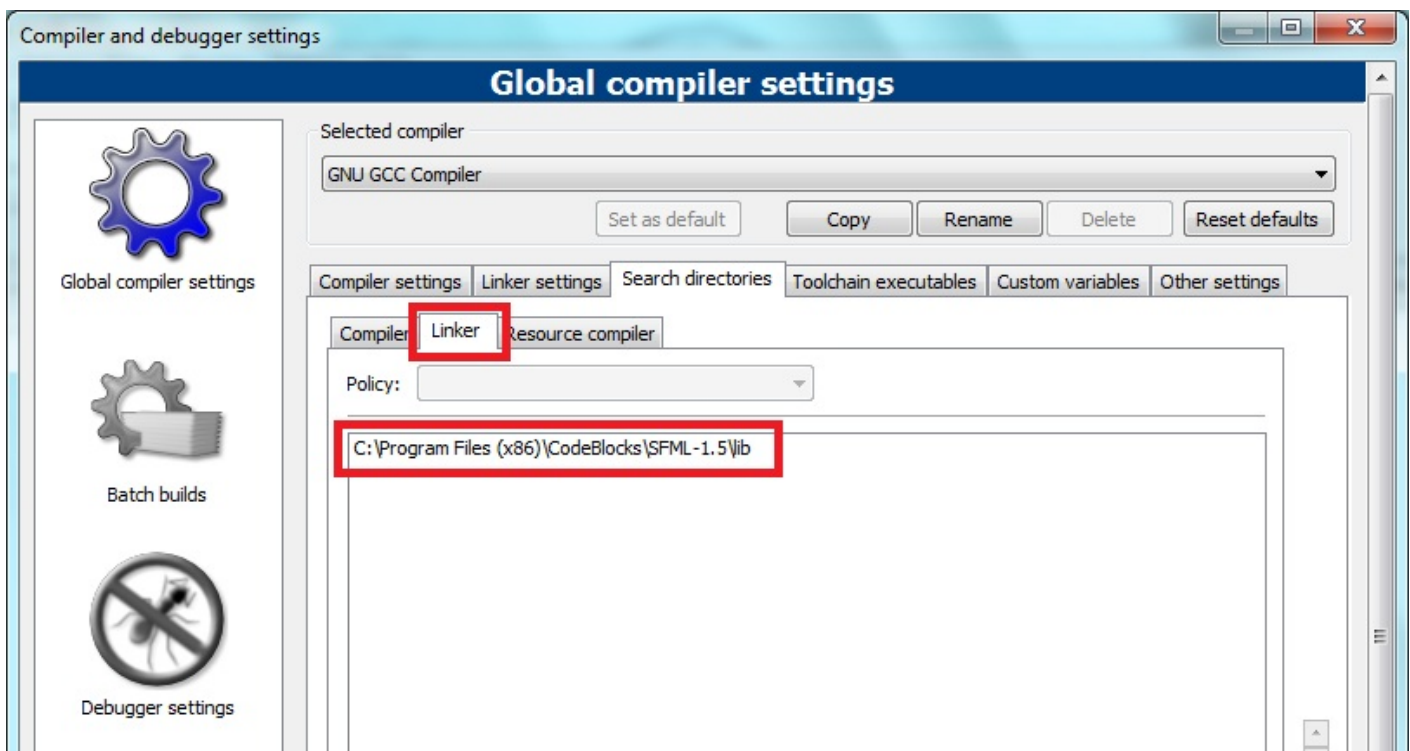 Compiler and debugger settings
Global compiler settings
Selected compiler
GNU GCC Compiler
Set as default Copy Rename Delete Reset defaults
Global compiler settings
Compiler settings Linker settings Search directories Toolchain executables Custom variables Other settings
Compiler Linker Resource compiler
Policy:
C:\Program Files (x86)\CodeBlocks\SFML-1.5\lib
Batch builds
Debugger settings